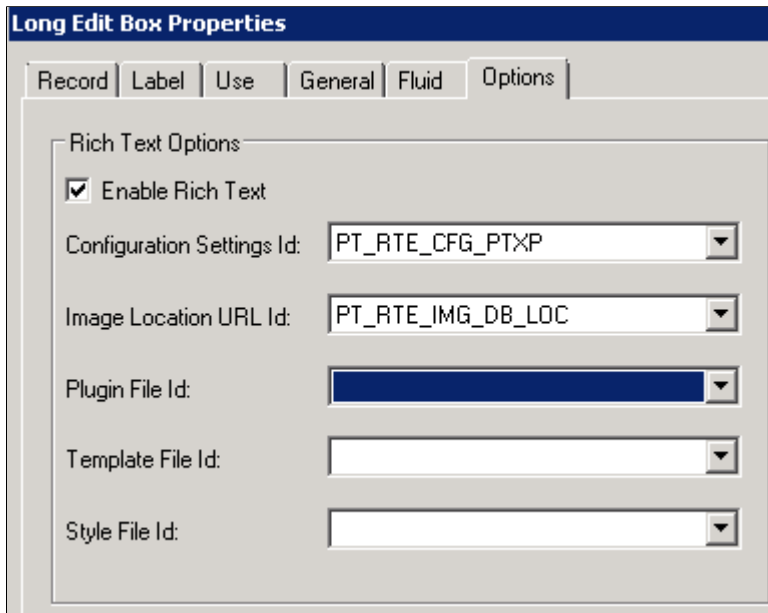 Long Edit Box Properties
Record Label Use General Fluid Options
Rich Text Options
Enable Rich Text
Configuration Settings Id: PT_RTE_CFG_PTXP
Image Location URL Id: PT_RTE_IMG_DB_LOC
Plugin File Id:
Template File Id:
Style File Id: